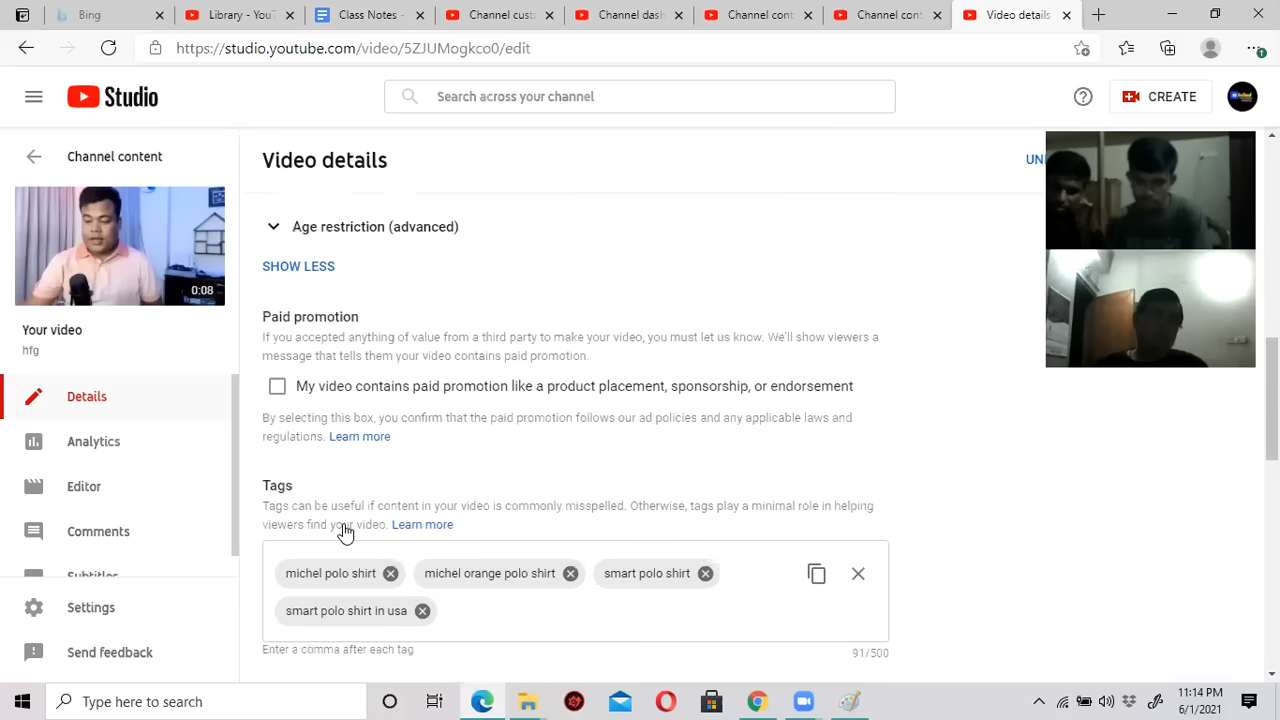 Bing
Library -
YouTube
Channel dash
Channel cont
Channel cont
Video details
https://studio.youtube.com/video/5ZJUMogkco0/edit
Studio
Search across your channel
CREATE
Channel content
Video details
UN
0:08
Age restriction (advanced)
SHOW LESS
Paid promotion
If you accepted anything of value from a third party to make your video, you must let us know. We'll show viewers a
message that tells them your video contains paid promotion.
Your video
hfg
My video contains paid promotion like a product placement, sponsorship, or endorsement
Details
By selecting this box, you confirm that the paid promotion follows our ad policies and any applicable laws and
regulations. Learn more
Analytics
Tags
Editor
Tags can be useful if content in your video is commonly misspelled. Otherwise, tags play a minimal role in helping
viewers find your video. Learn more
Comments
michel polo shirt
michel orange polo shirt
smart polo shirt
Subtitles
smart polo shirt in usa
Settings
Enter a comma after each tag
91/500
Send feedback
Type here to search
11:14 PM
6/1/2021